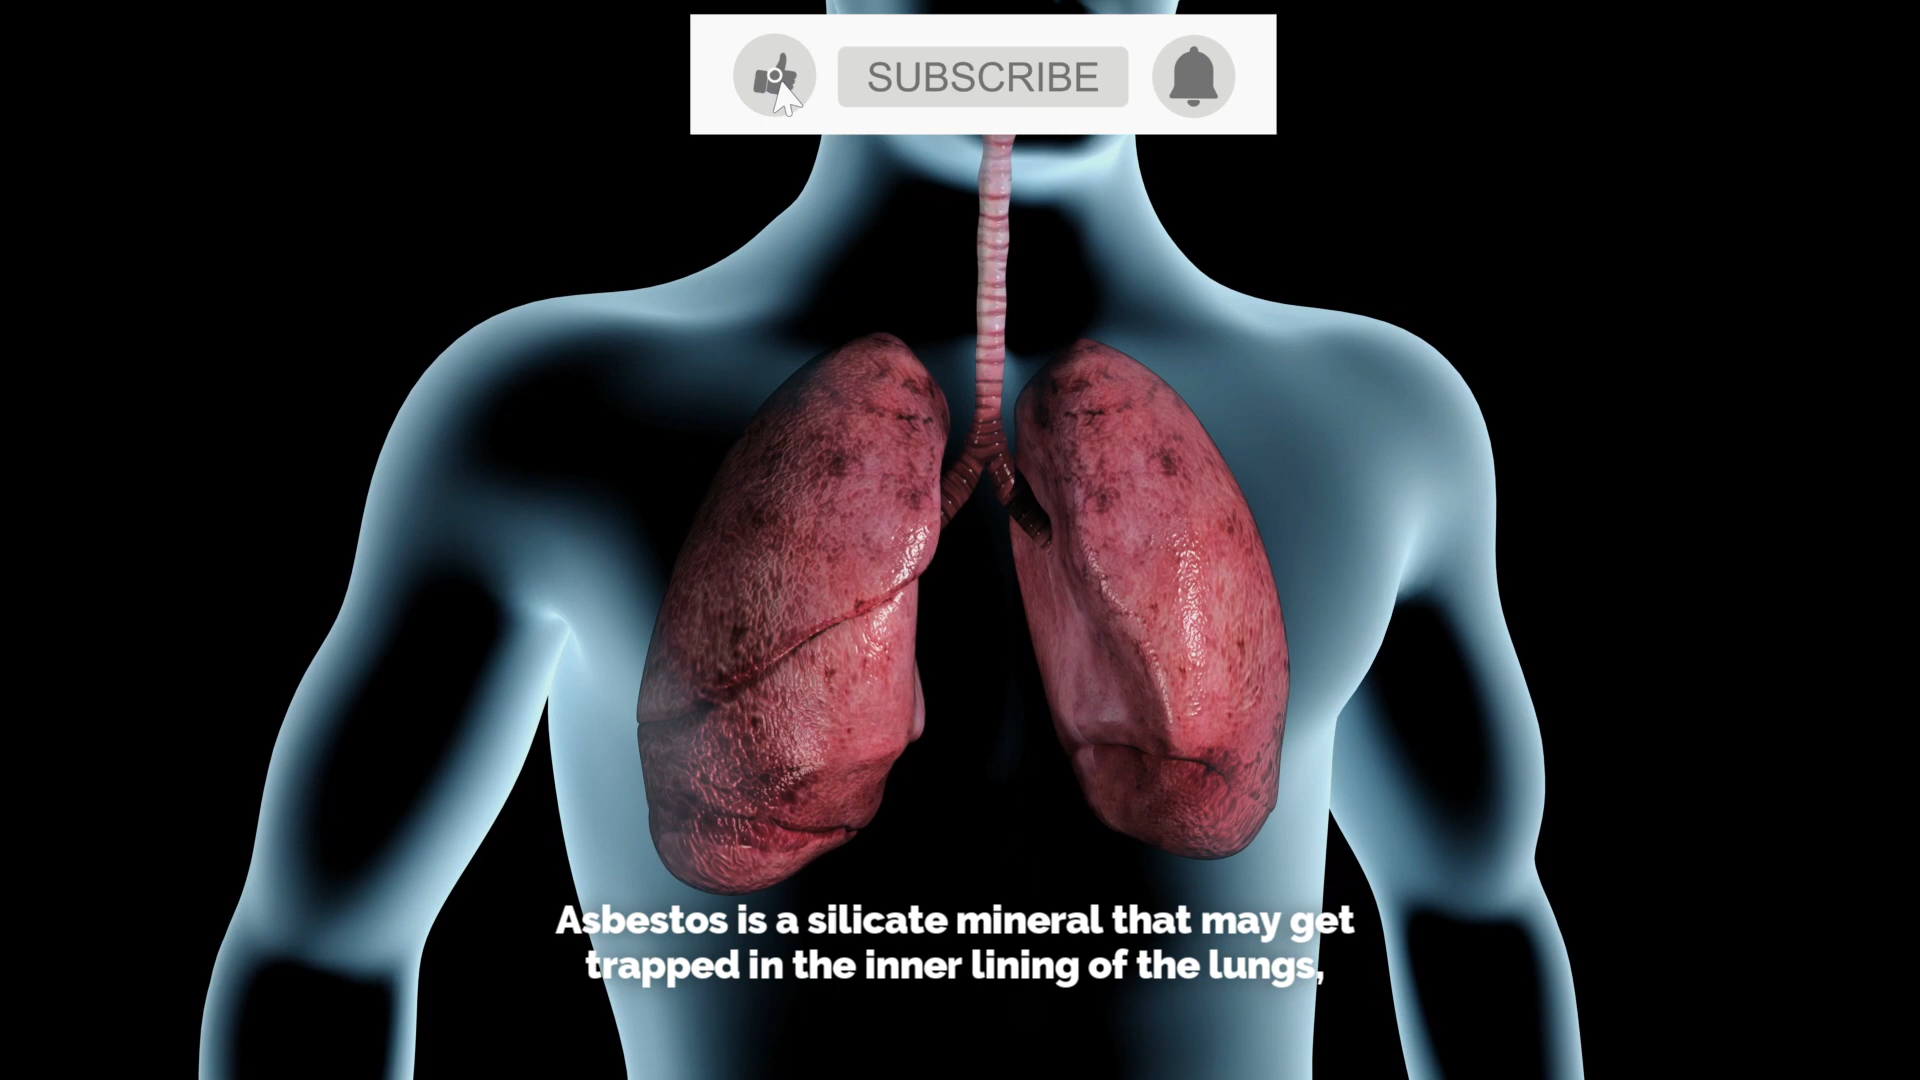 SUBSCRIBE
Asbestos is a silicate mineral that may get
trapped in the inner lining of the lungs,